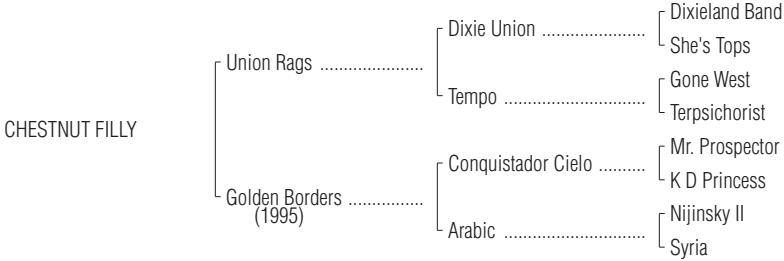 CHESTNUT FILLY
Union Rags ......................
Golden Borders ................
(1995)
Dixie Union ......................
Tempo ..............................
Conquistador Cielo ..........
Arabic ..............................
Dixieland Band
She's Tops
Gone West
Terpsichorist
Mr. Prospector
K D Princess
Nijinsky II
Syria